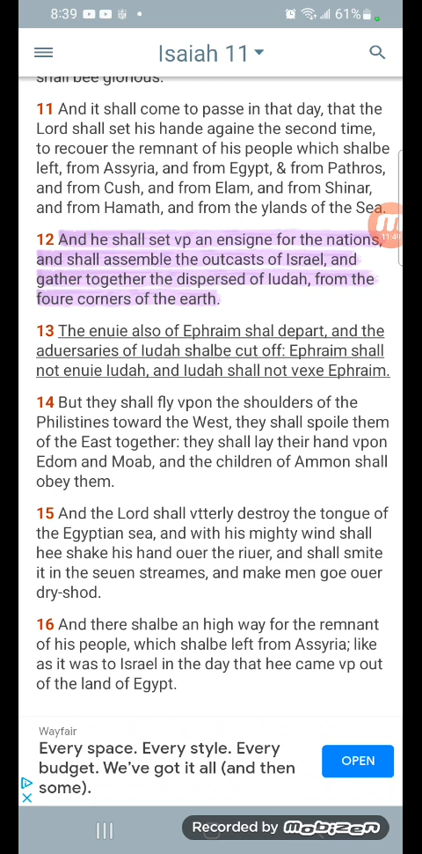 8:39
61%
Isaiah 11
shall bee glorious.
11 And it shall come to passe in that day, that the
Lord shall set his hande againe the second time,
to recouer the remnant of his people which shalbe
left, from Assyria, and from Egypt, & from Pathros,
and from Cush, and from Elam, and from Shinar,
and from Hamath, and from the ylands of the Sea.
12 And he shall set vp an ensigne for the nations,
and shall assemble the outcasts of Israel, and
gather together the dispersed of Iudah, from the
foure corners of the earth.
13 The enuie also of Ephraim shal depart, and the
aduersaries of Iudah shalbe cut off: Ephraim shall
not enuie Iudah, and Iudah shall not vexe Ephraim.
14 But they shall fly vpon the shoulders of the
Philistines toward the West, they shall spoile them
of the East together: they shall lay their hand vpon
Edom and Moab, and the children of Ammon shall
obey them.
15 And the Lord shall vtterly destroy the tongue of
the Egyptian sea, and with his mighty wind shall
hee shake his hand ouer the riuer, and shall smite
it in the seuen streames, and make men goe ouer
dry-shod.
16 And there shalbe an high way for the remnant
of his people, which shalbe left from Assyria; like
as it was to Israel in the day that hee came vp out
of the land of Egypt.
Wayfair
Every space. Every style. Every
budget. We've got it all (and then
some).
OPEN
Recorded by Mobizen